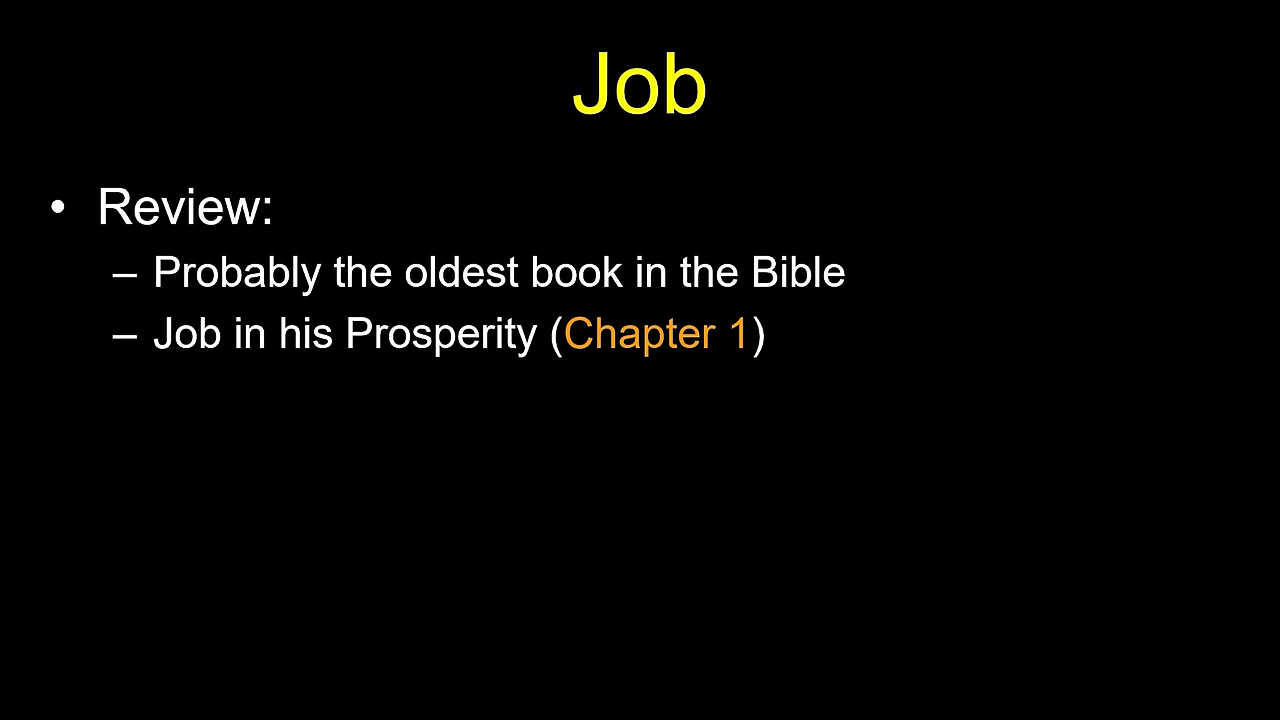 Job
• Review:
– Probably the oldest book in the Bible
– Job in his Prosperity (Chapter 1)